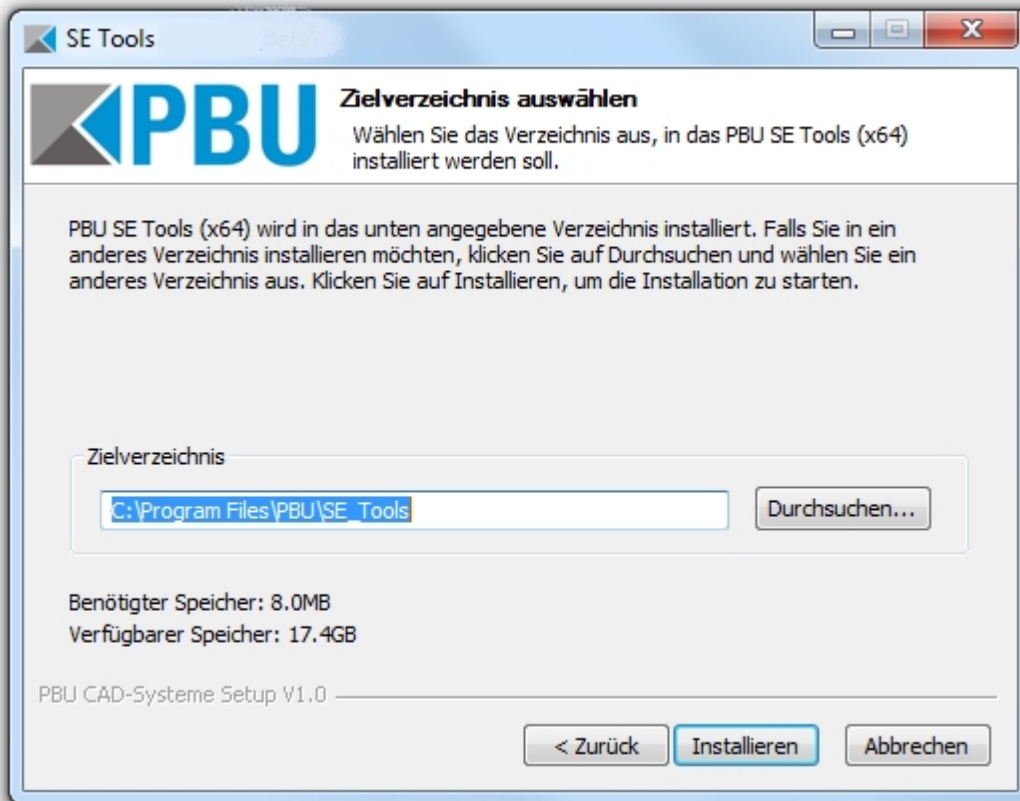 SE Tools
PBU
Zielverzeichnis auswählen
Wählen Sie das Verzeichnis aus, in das PBU SE Tools (x64)
installiert werden soll.
PBU SE Tools (x64) wird in das unten angegebene Verzeichnis installiert. Falls Sie in ein
anderes Verzeichnis installieren möchten, klicken Sie auf Durchsuchen und wählen Sie ein
anderes Verzeichnis aus. Klicken Sie auf Installieren, um die Installation zu starten.
Zielverzeichnis
C:\Program Files\PBU\SE_Tools
Durchsuchen...
Benötigter Speicher: 8.0MB
Verfügbarer Speicher: 17.4GB
PBU CAD-Systeme Setup V1.0
< Zurück
Installieren
Abbrechen